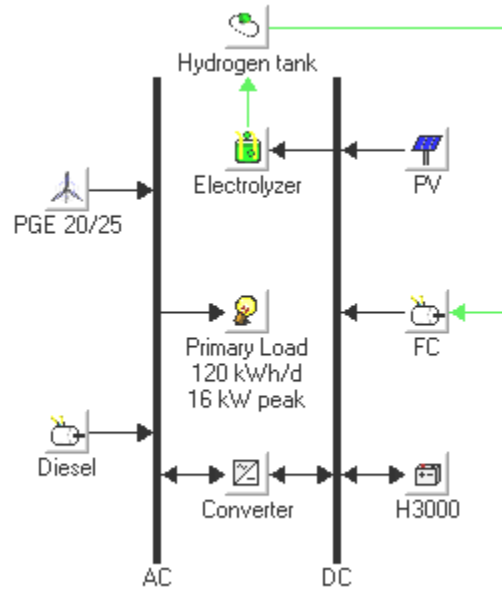 Hydrogen tank
Electrolyzer
PV
PGE 20/25
Primary Load
120 kWh/d
16 kW peak
FC
Diesel
Converter
H3000
AC
DC